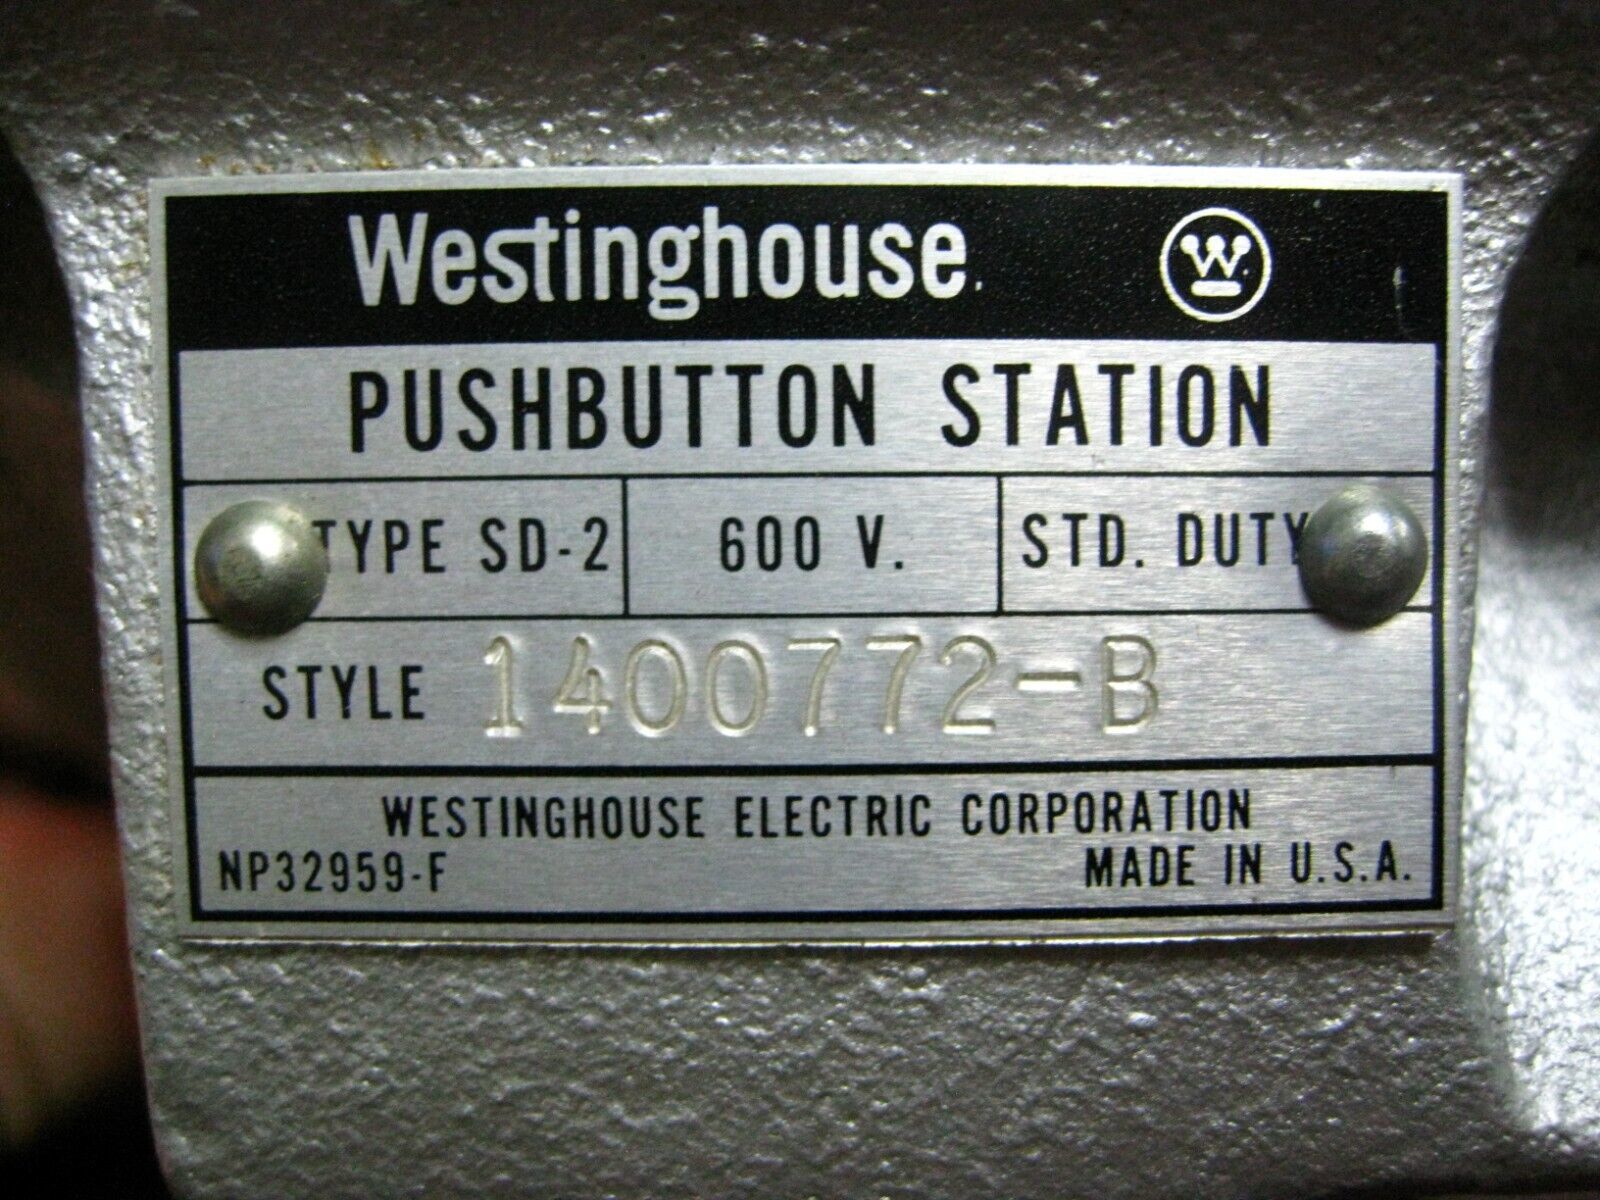 Westinghouse
W
PUSHBUTTON STATION
TYPE SD-2 600 V. STD. DUTY
STYLE 1400772-B
WESTINGHOUSE ELECTRIC CORPORATION
NP32959-F MADE IN U.S.A.